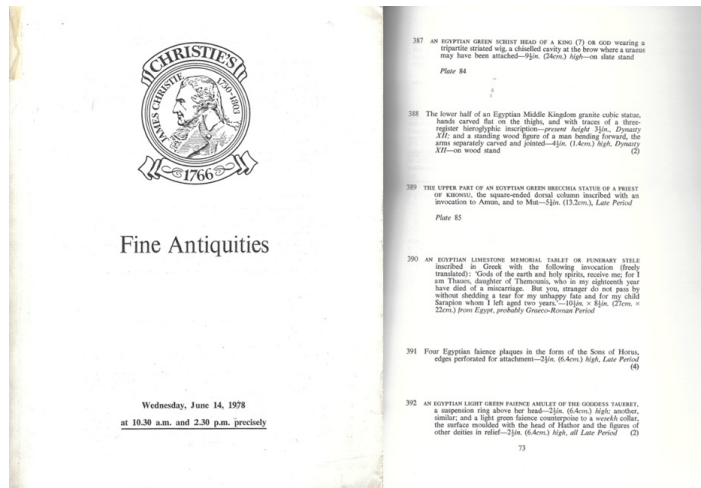 CHRISTIE'S
JAMES CHRISTIE 1730-1803
1766
Fine Antiquities
Wednesday, June 14, 1978
at 10.30 a.m. and 2.30 p.m. precisely
387 AN EGYPTIAN GREEN SCHIST HEAD OF A KING (?) OR GOD wearing a
tripartite striated wig, a chiselled cavity at the brow where a uraeus
may have been attached—9½in. (24cm.) high—on slate stand
Plate 84
388 The lower half of an Egyptian Middle Kingdom granite cubic statue,
hands carved flat on the thighs, and with traces of a three-
register hieroglyphic inscription—present height 3½in., Dynasty
XII; and a standing wood figure of a man bending forward, the
arms separately carved and jointed—4½in. (1.4cm.) high, Dynasty
XII—on wood stand (2)
389 THE UPPER PART OF AN EGYPTIAN GREEN BRECCHIA STATUE OF A PRIEST
OF KHONSU, the square-ended dorsal column inscribed with an
invocation to Amun, and to Mut—5¼in. (13.2cm.), Late Period
Plate 85
390 AN EGYPTIAN LIMESTONE MEMORIAL TABLET OR FUNERARY STELE
inscribed in Greek with the following invocation (freely
translated): 'Gods of the earth and holy spirits, receive me; for I
am Thaues, daughter of Themounis, who in my eighteenth year
have died of a miscarriage. But you, stranger do not pass by
without shedding a tear for my unhappy fate and for my child
Sarapion whom I left aged two years.'—10½in. × 8½in. (27cm. ×
22cm.) from Egypt, probably Graeco-Roman Period
391 Four Egyptian faience plaques in the form of the Sons of Horus,
edges perforated for attachment—2½in. (6.4cm.) high, Late Period
(4)
392 AN EGYPTIAN LIGHT GREEN FAIENCE AMULET OF THE GODDESS TAUERET,
a suspension ring above her head—2½in. (6.4cm.) high; another,
similar; and a light green faience counterpoise to a wesekh collar,
the surface moulded with the head of Hathor and the figures of
other deities in relief—2½in. (6.4cm.) high, all Late Period (2)
73